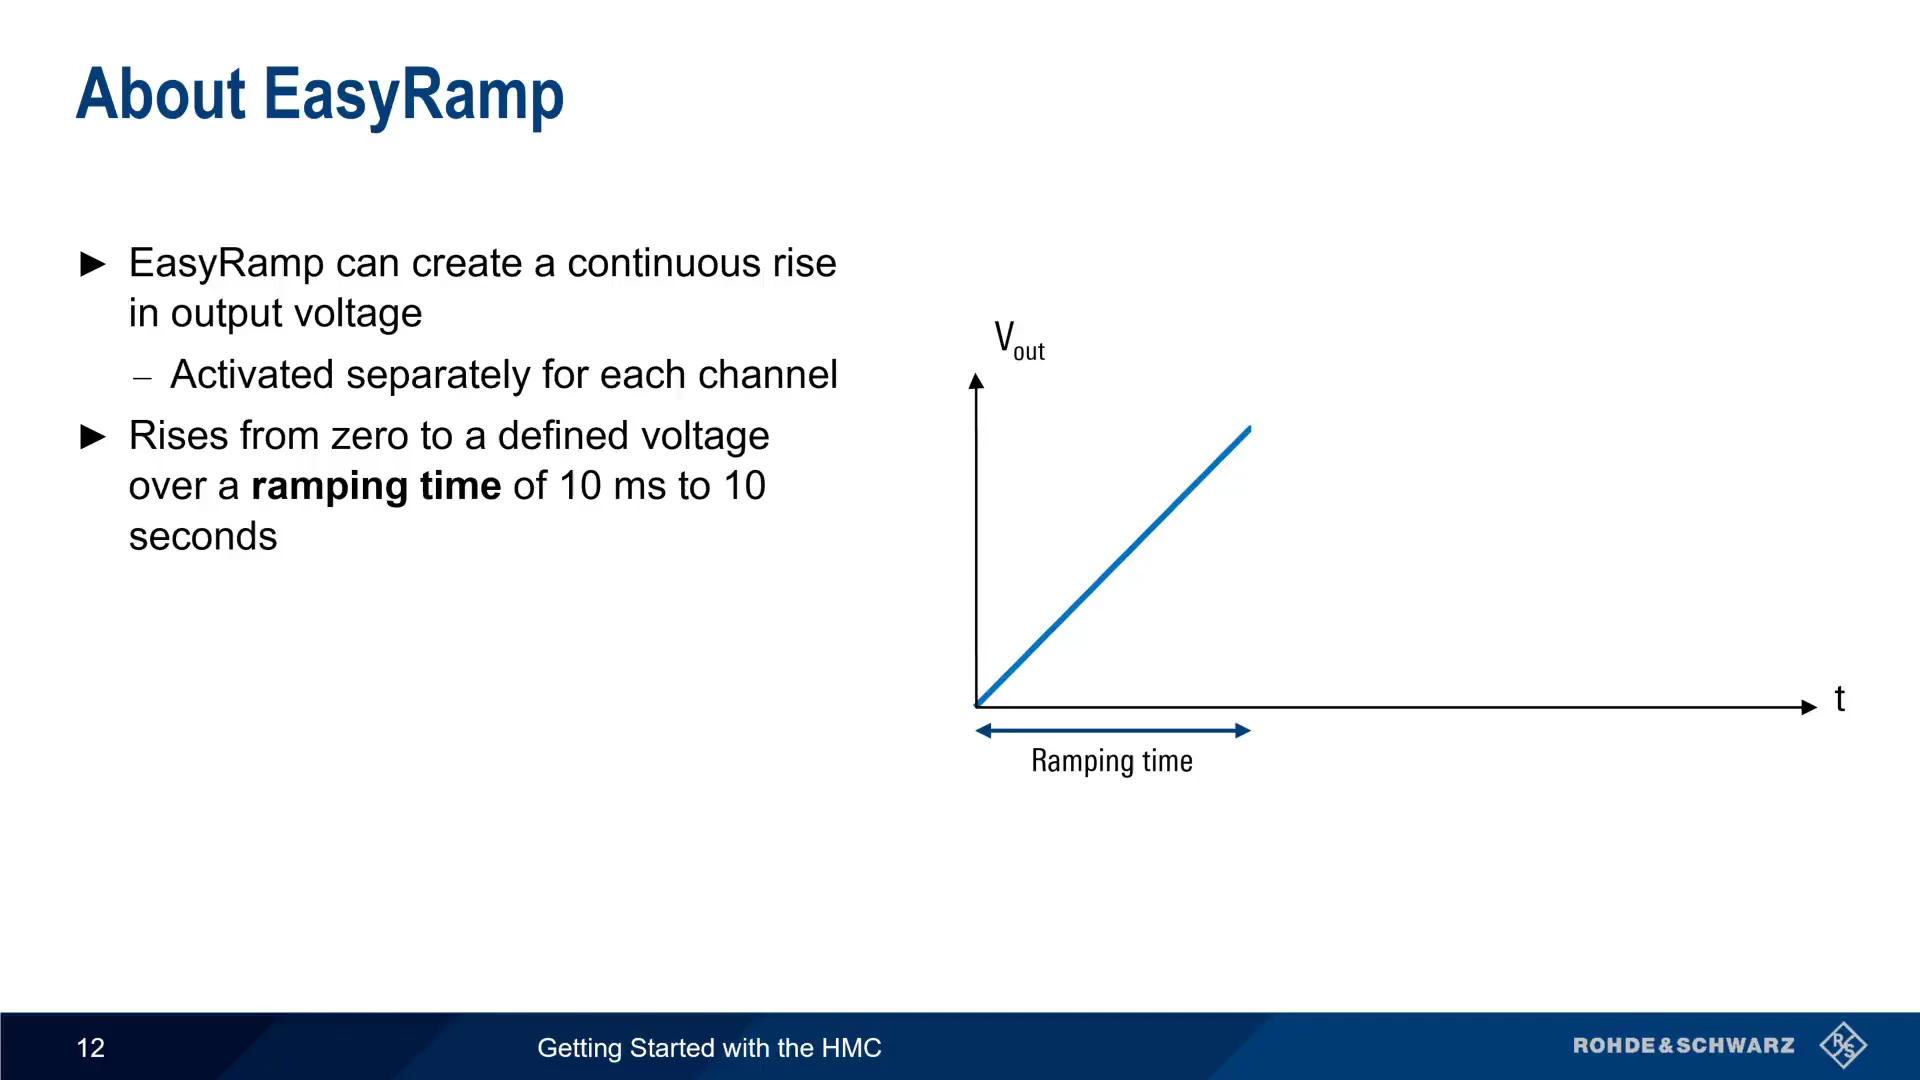 About EasyRamp
► EasyRamp can create a continuous rise
in output voltage
– Activated separately for each channel
► Rises from zero to a defined voltage
over a ramping time of 10 ms to 10
seconds
Vout
t
Ramping time
12
Getting Started with the HMC
ROHDE&SCHWARZ
R&S